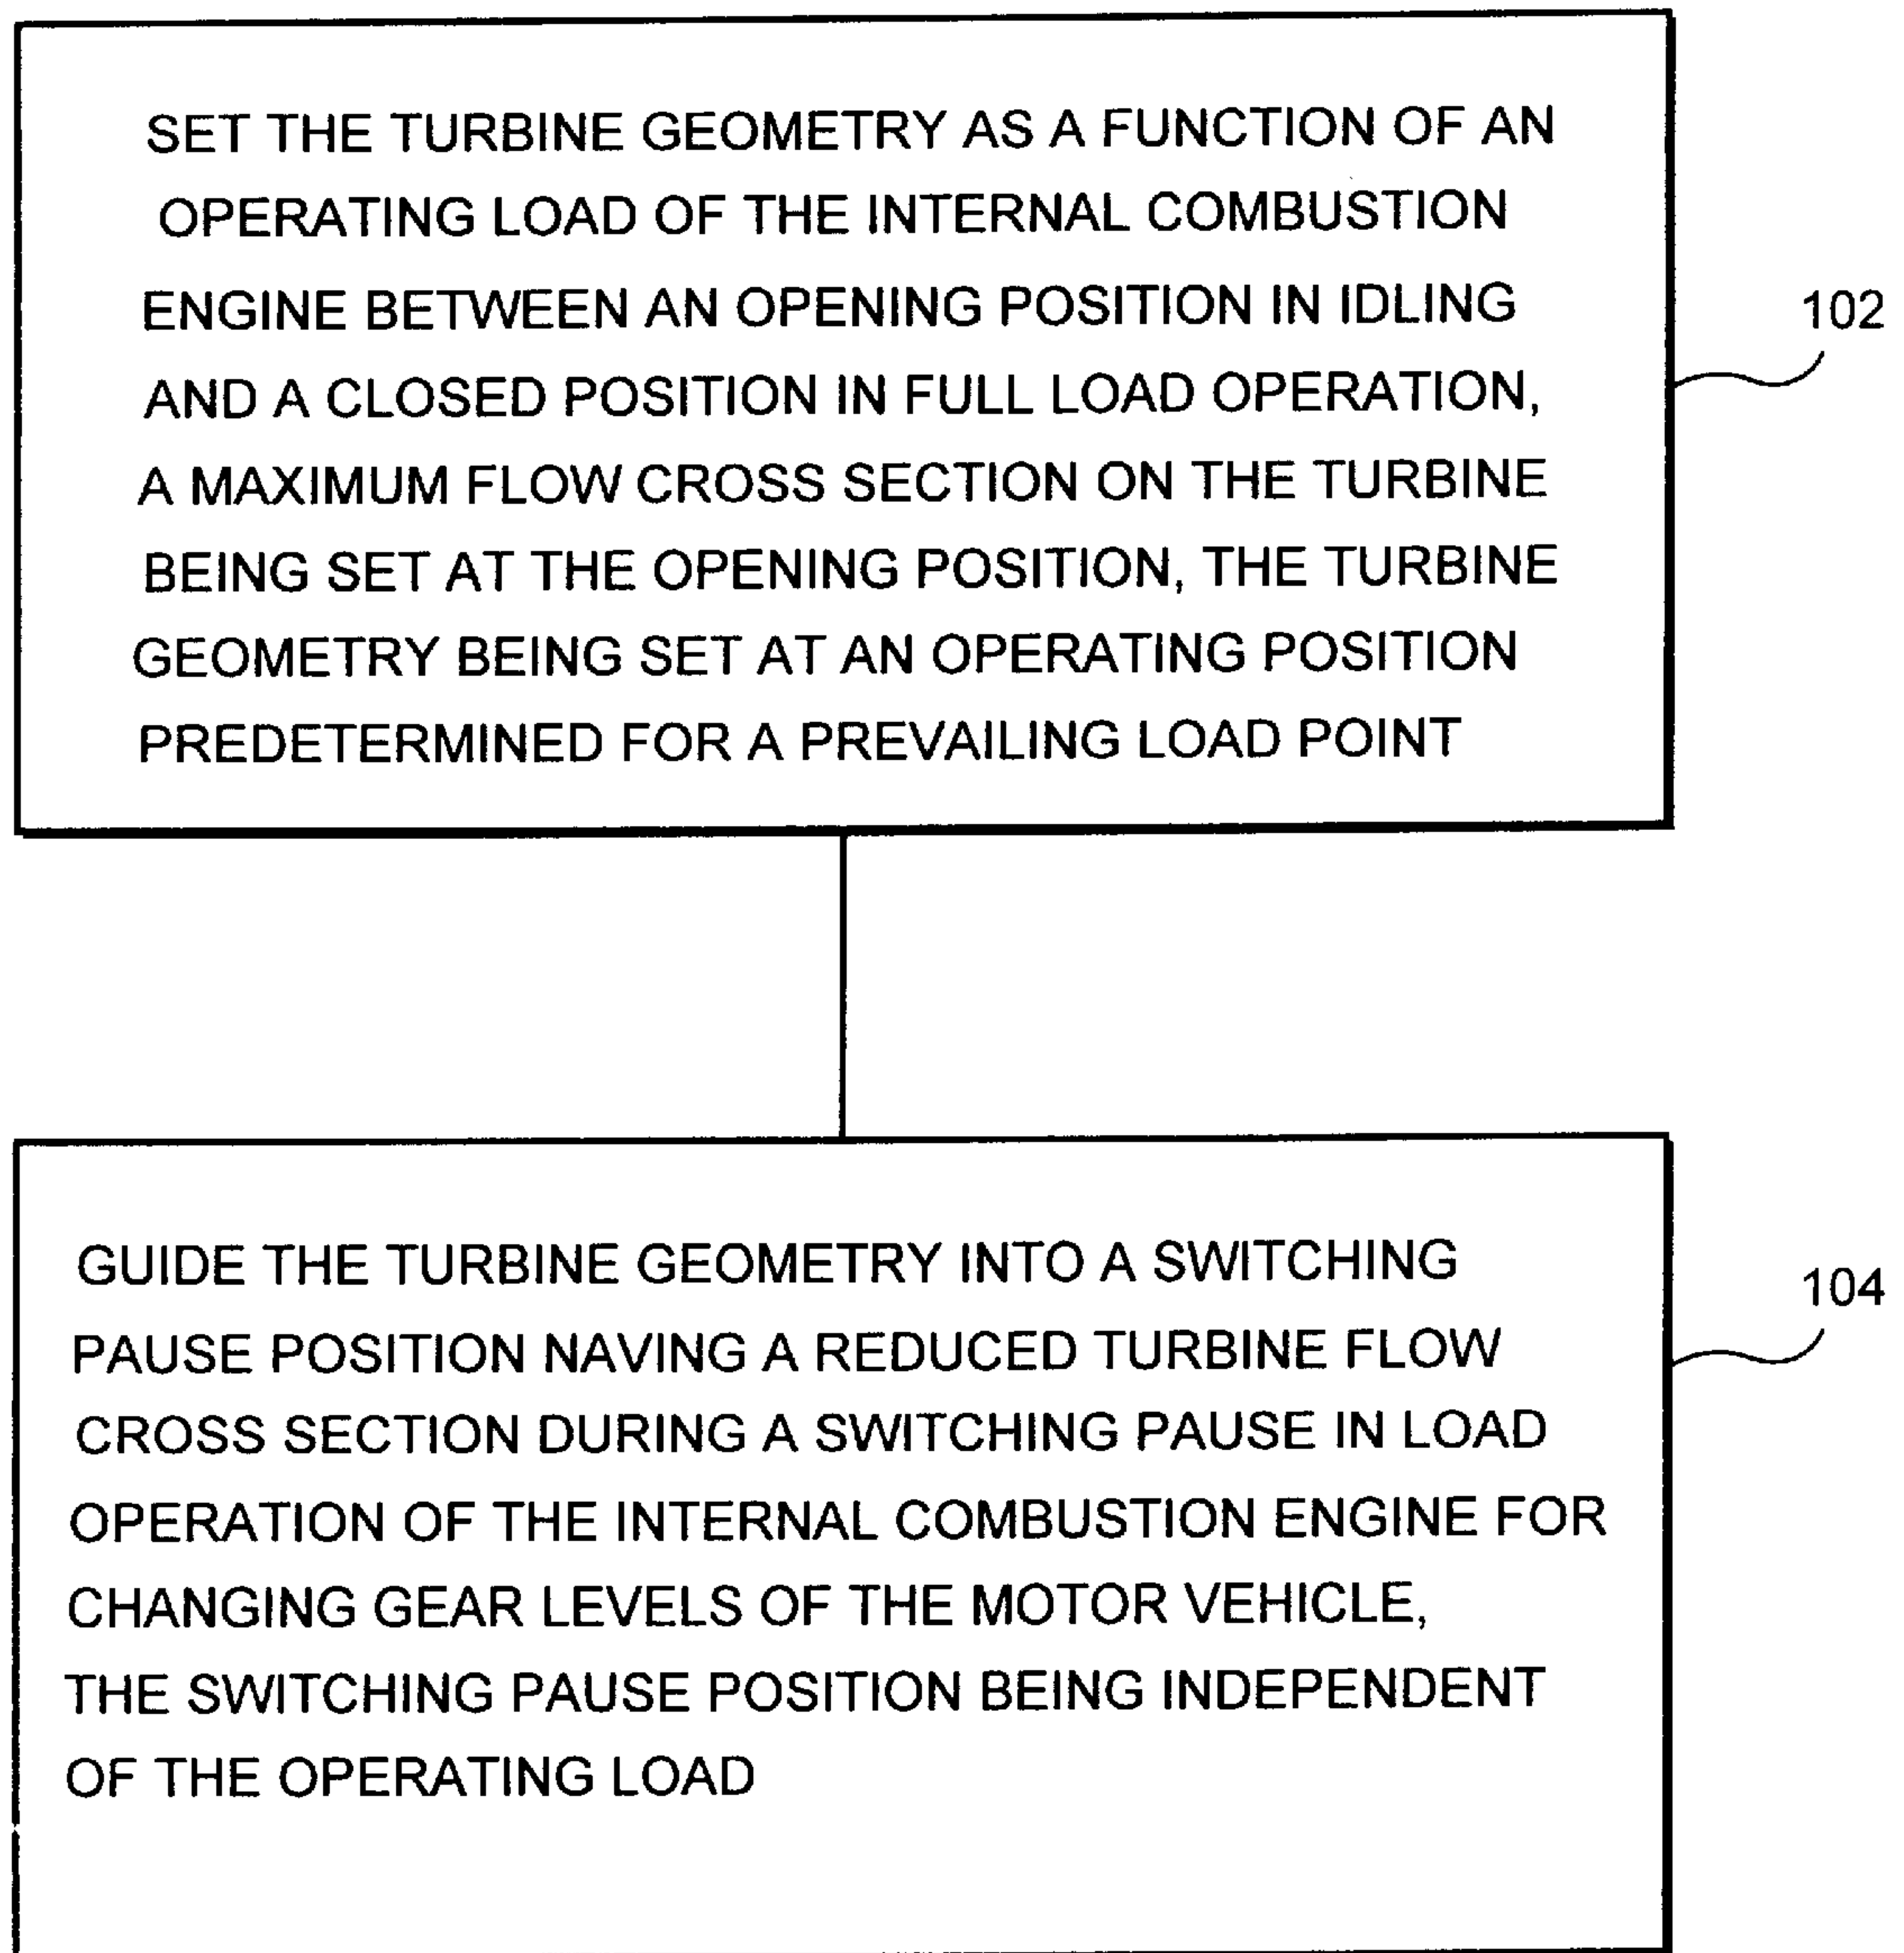 SET THE TURBINE GEOMETRY AS A FUNCTION OF AN
OPERATING LOAD OF THE INTERNAL COMBUSTION
ENGINE BETWEEN AN OPENING POSITION IN IDLING
AND A CLOSED POSITION IN FULL LOAD OPERATION,
A MAXIMUM FLOW CROSS SECTION ON THE TURBINE
BEING SET AT THE OPENING POSITION, THE TURBINE
GEOMETRY BEING SET AT AN OPERATING POSITION
PREDETERMINED FOR A PREVAILING LOAD POINT
102
GUIDE THE TURBINE GEOMETRY INTO A SWITCHING
PAUSE POSITION NAVING A REDUCED TURBINE FLOW
CROSS SECTION DURING A SWITCHING PAUSE IN LOAD
OPERATION OF THE INTERNAL COMBUSTION ENGINE FOR
CHANGING GEAR LEVELS OF THE MOTOR VEHICLE,
THE SWITCHING PAUSE POSITION BEING INDEPENDENT
OF THE OPERATING LOAD
104